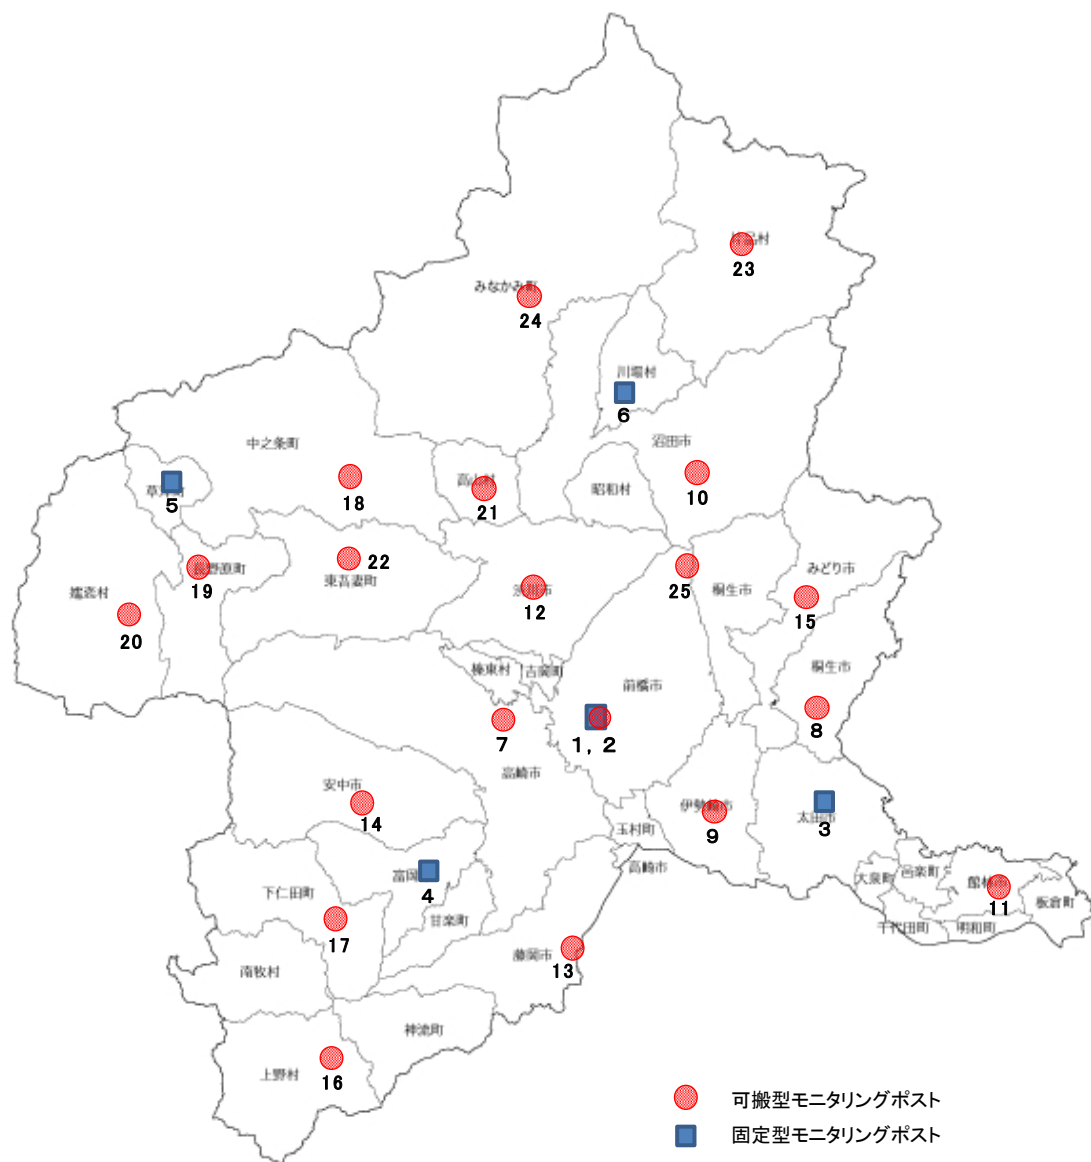 23
みなかみ町
24
川場村
6
中之条町
沼田市
高山村
昭和村
10
18
21
5
22
長野原町
東吾妻町
19
嬬恋村
20
渋川市
12
25
桐生市
みどり市
15
桐生市
榛東村
吉岡町
前橋市
7
1, 2
8
高崎市
安中市
14
伊勢崎市
9
太田市
3
玉村町
高崎市
富岡
4
下仁田町
甘楽町
17
大泉町
邑楽町
館林市
11
板倉町
千代田町
明和町
南牧村
藤岡市
13
神流町
上野村
16
可搬型モニタリングポスト
固定型モニタリングポスト